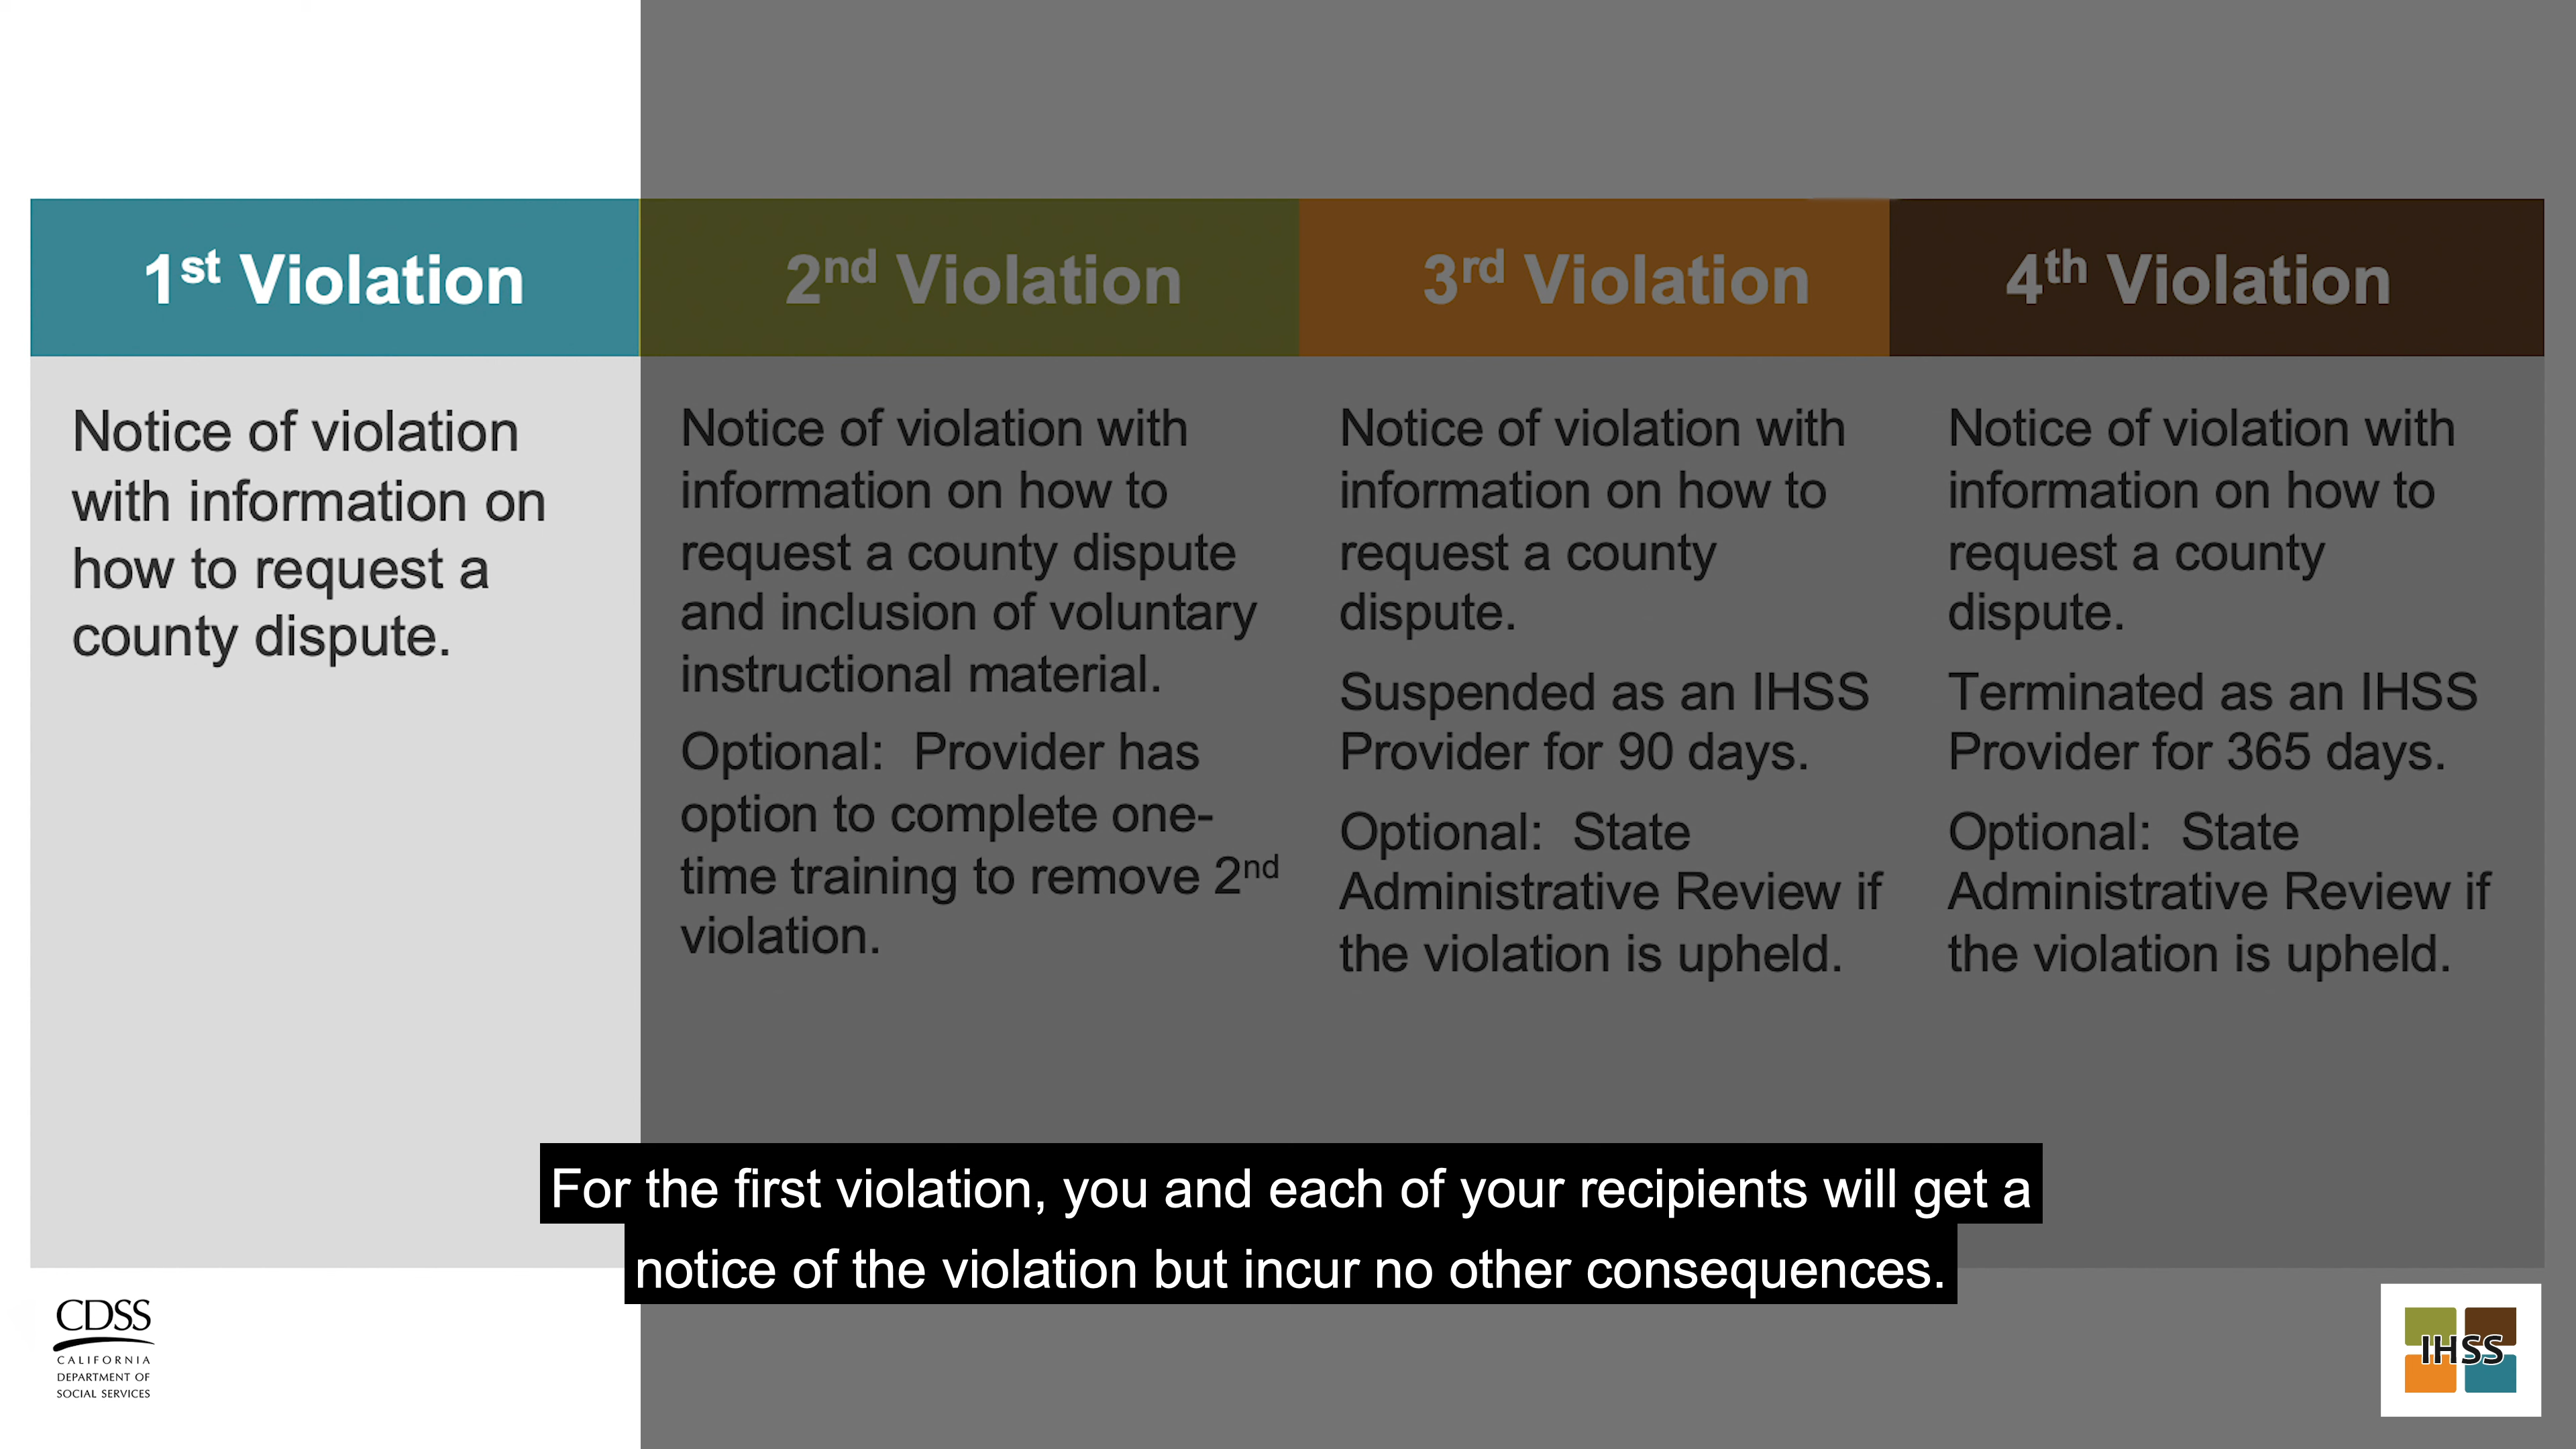 1st Violation
Notice of violation
with information on
how to request a
county dispute.
2nd Violation
Notice of violation with
information on how to
request a county dispute
and inclusion of voluntary
instructional material.
Optional: Provider has
option to complete one-
time training to remove 2nd
violation.
3rd Violation
Notice of violation with
information on how to
request a county
dispute.
Suspended as an IHSS
Provider for 90 days.
Optional: State
Administrative Review if
the violation is upheld.
4th Violation
Notice of violation with
information on how to
request a county
dispute.
Terminated as an IHSS
Provider for 365 days.
Optional: State
Administrative Review if
the violation is upheld.
For the first violation, you and each of your recipients will get a
notice of the violation but incur no other consequences.
CDSS
CALIFORNIA
DEPARTMENT OF
SOCIAL SERVICES
IHSS